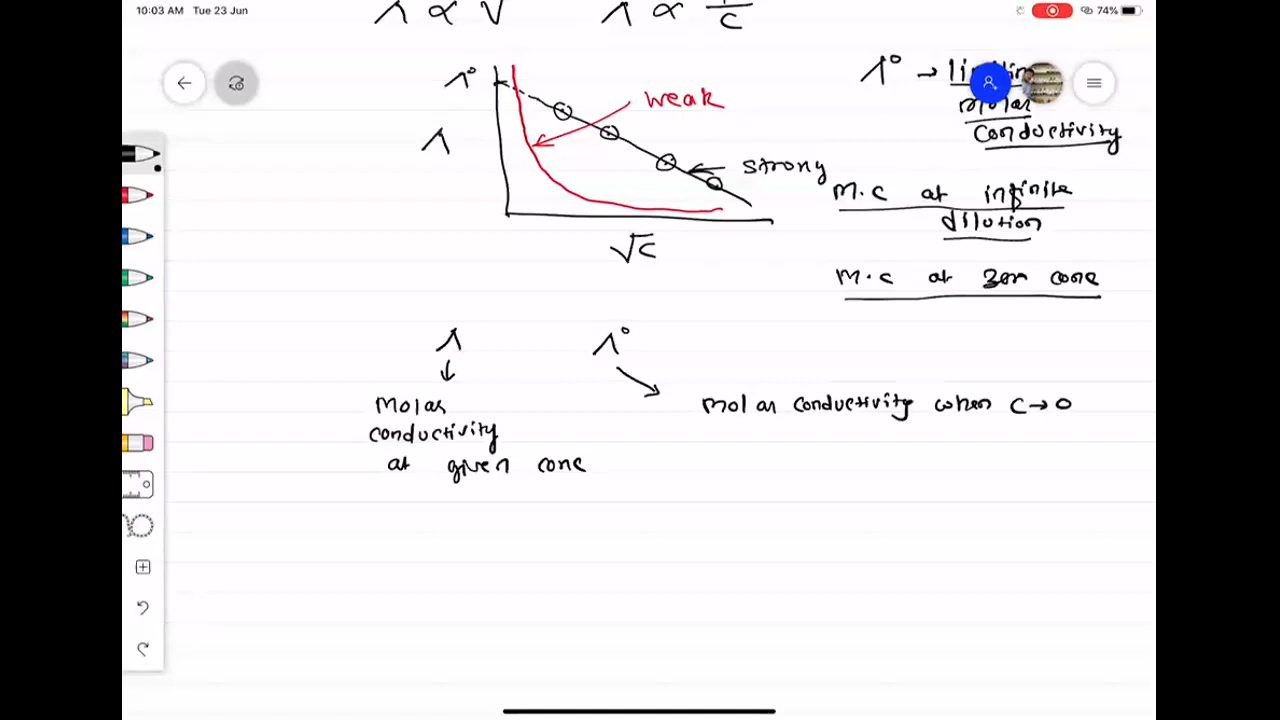 10:03 AM Tue 23 Jun
74%
Λ ∝ V
Λ ∝ 1/C
Λ° → limitin
molar
conductivity
Λ°
weak
Λ
strong
√C
M.C at infinite
dilution
M.C at zero conc
Λ
Λ°
Molar
conductivity
at given conc
Molar conductivity when C→0